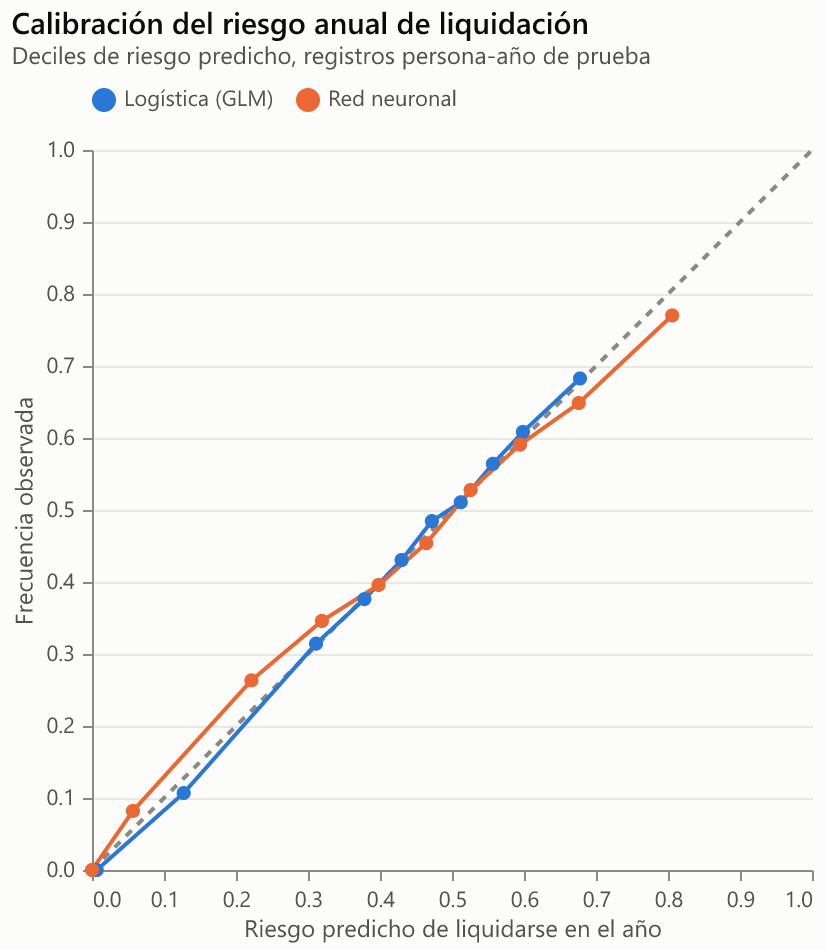 Calibración del riesgo anual de liquidación
Deciles de riesgo predicho, registros persona-año de prueba
Logística (GLM) Red neuronal
1.0
0.9
0.8
0.7
0.6
0.5
0.4
0.3
0.2
0.1
0.0
Frecuencia observada
0.0 0.1 0.2 0.3 0.4 0.5 0.6 0.7 0.8 0.9 1.0
Riesgo predicho de liquidarse en el año